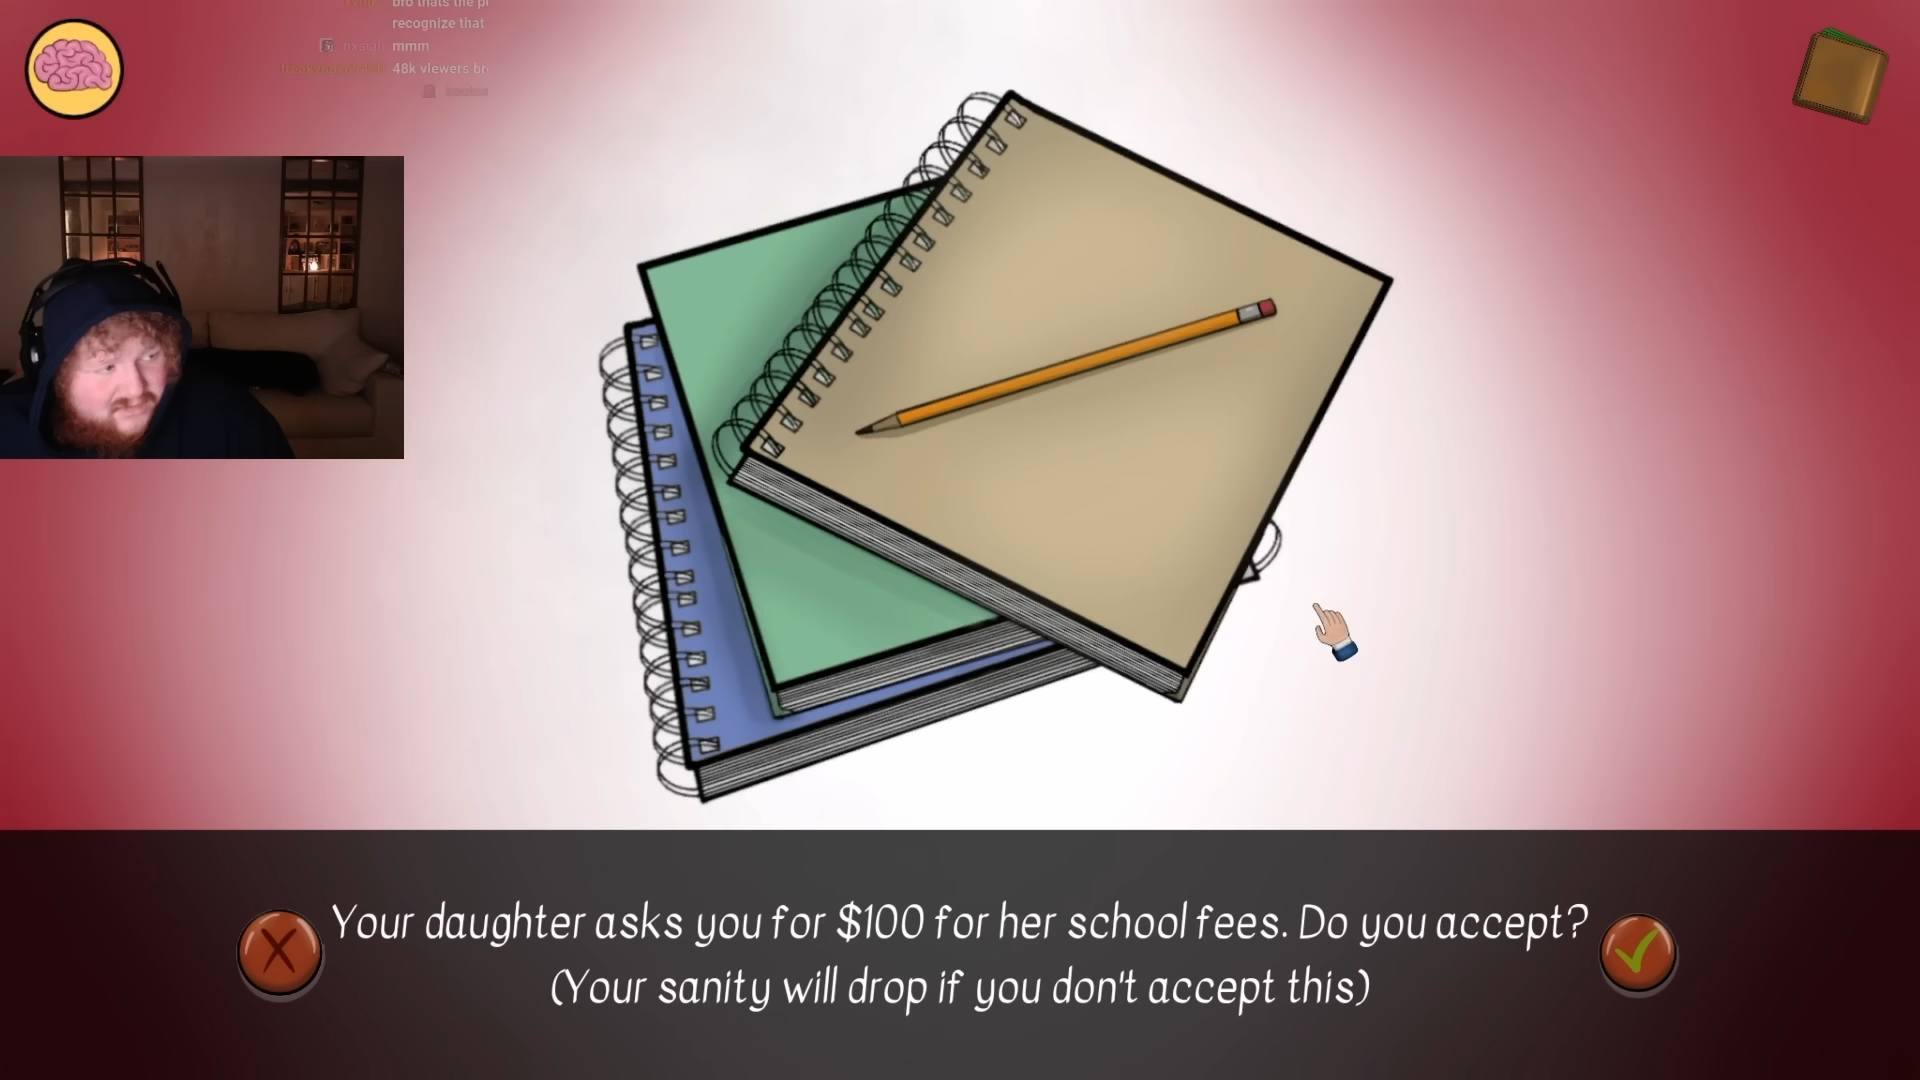 bro thats the
recognize that
mmm
48k viewers
Your daughter asks you for $100 for her school fees. Do you accept?
(Your sanity will drop if you don't accept this)